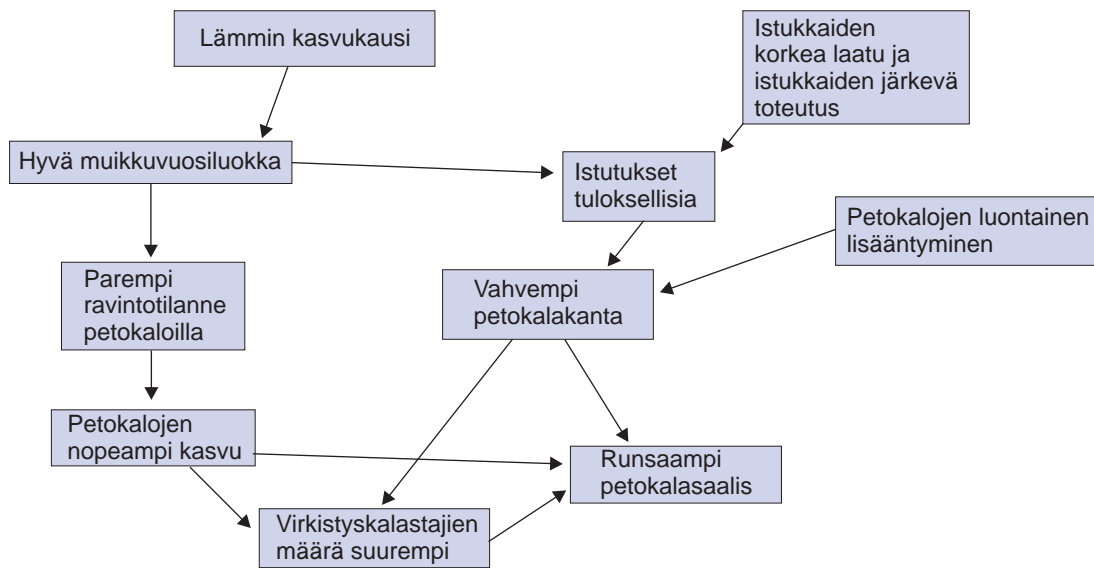 Lämmin kasvukausi
Istukkaiden
korkea laatu ja
istukkaiden järkevä
toteutus
Hyvä muikkuvuosiluokka
Istutukset
tuloksellisia
Petokalojen luontainen
lisääntyminen
Parempi
ravintotilanne
petokaloilla
Vahvempi
petokalakanta
Petokalojen
nopeampi kasvu
Runsaampi
petokalasaalis
Virkistyskalastajien
määrä suurempi